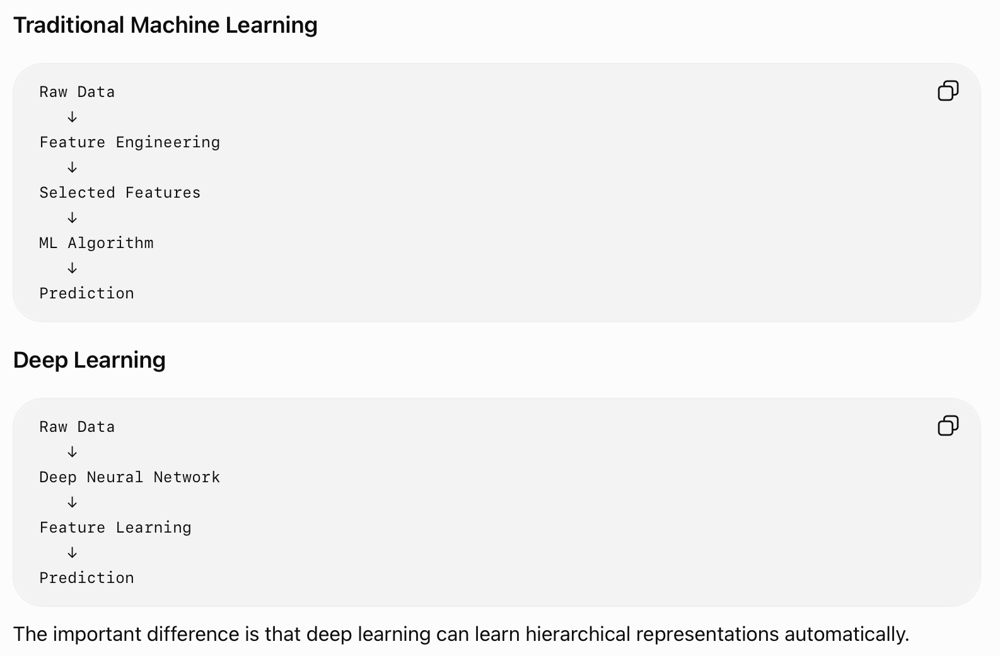 Traditional Machine Learning
Raw Data
↓
Feature Engineering
↓
Selected Features
↓
ML Algorithm
↓
Prediction
Deep Learning
Raw Data
↓
Deep Neural Network
↓
Feature Learning
↓
Prediction
The important difference is that deep learning can learn hierarchical representations automatically.